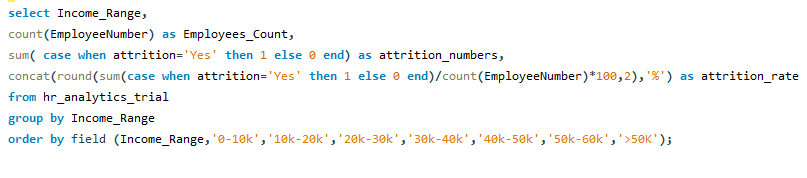 select Income_Range,
count(EmployeeNumber) as Employees_Count,
sum( case when attrition='Yes' then 1 else 0 end) as attrition_numbers,
concat(round(sum(case when attrition='Yes' then 1 else 0 end)/count(EmployeeNumber)*100,2),'%') as attrition_rate
from hr_analytics_trial
group by Income_Range
order by field (Income_Range,'0-10k','10k-20k','20k-30k','30k-40k','40k-50k','50k-60k','>50K');